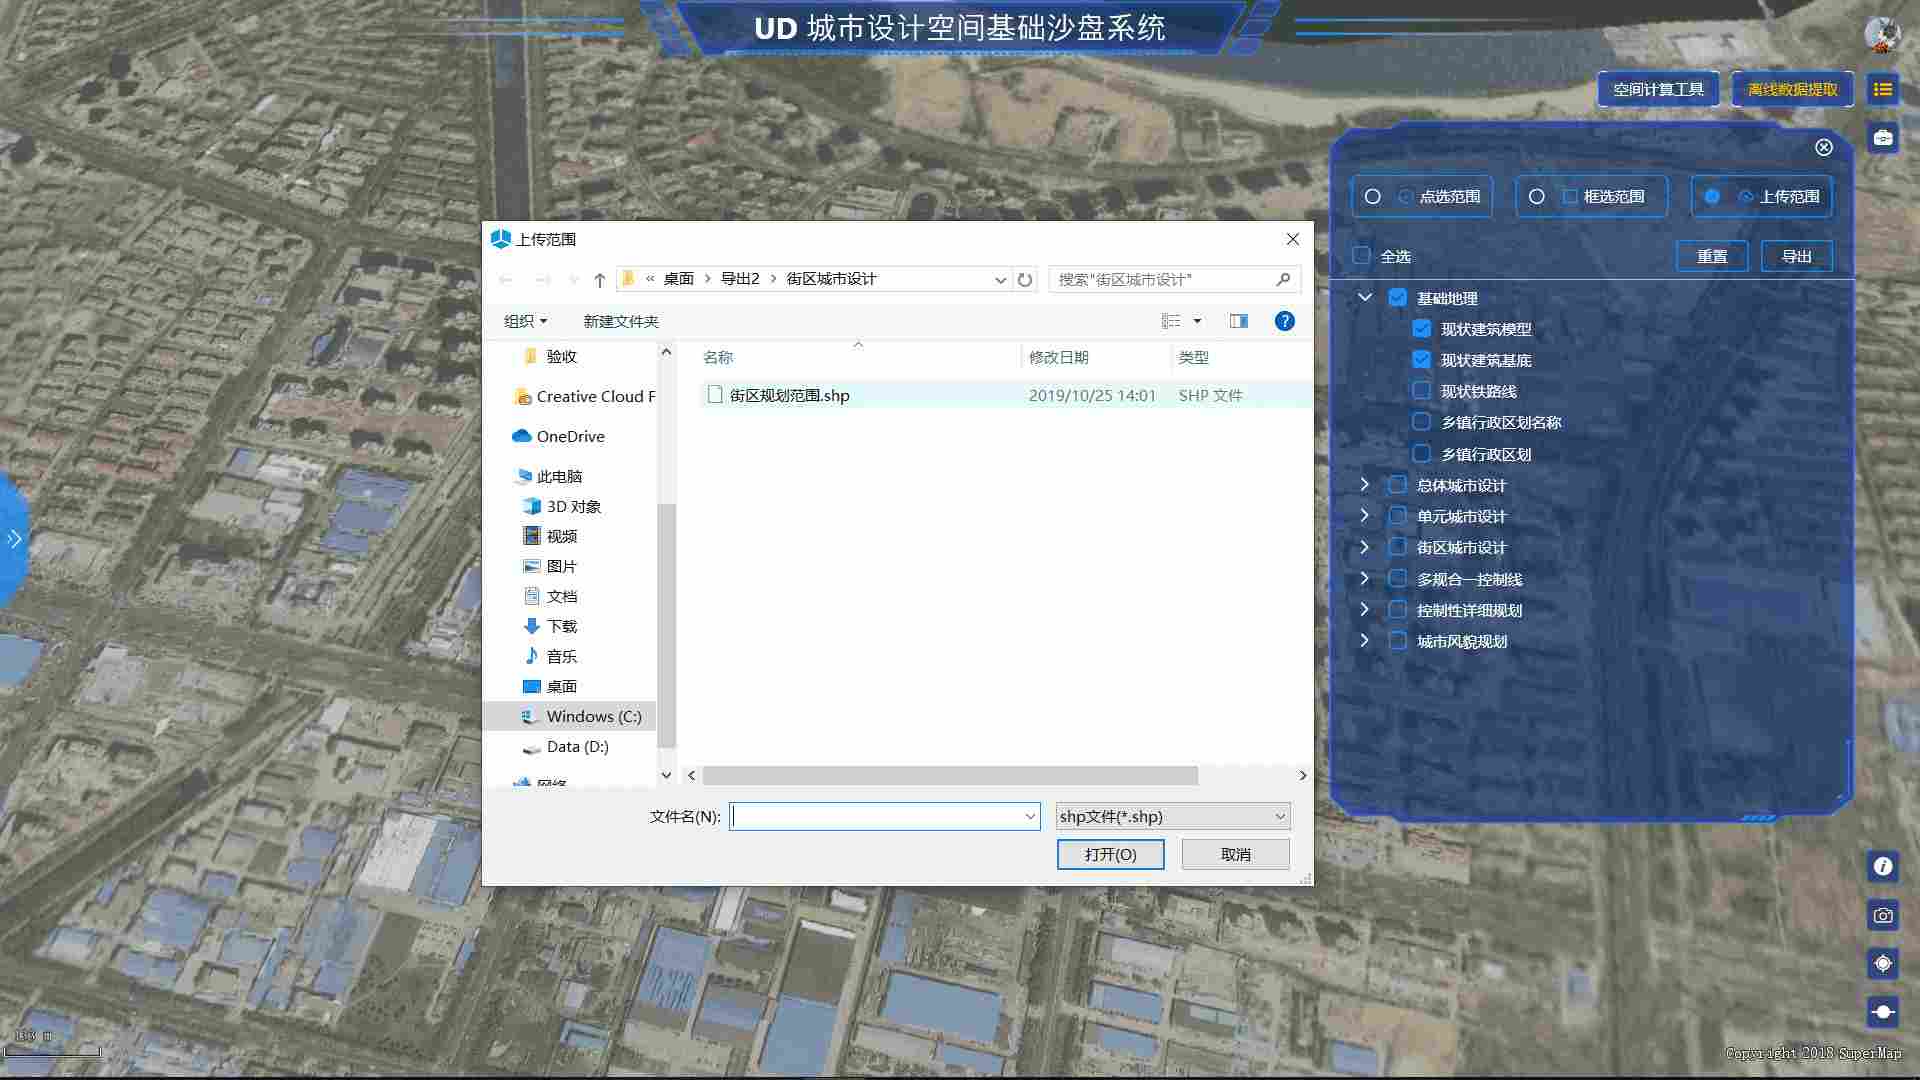 UD 城市设计空间基础沙盘系统
空间计算工具
离线数据提取
点选范围
框选范围
上传范围
全选
重置
导出
基础地理
现状建筑模型
现状建筑基底
现状铁路线
乡镇行政区划名称
乡镇行政区划
总体城市设计
单元城市设计
街区城市设计
多规合一控制线
控制性详细规划
城市风貌规划
上传范围
« 桌面 › 导出2 › 街区城市设计
搜索"街区城市设计"
组织
新建文件夹
验收
Creative Cloud F
OneDrive
此电脑
3D 对象
视频
图片
文档
下载
音乐
桌面
Windows (C:)
Data (D:)
网络
名称 修改日期 类型
街区规划范围.shp 2019/10/25 14:01 SHP 文件
文件名(N):
shp文件(*.shp)
打开(O)
取消
Copyright 2018 SuperMap